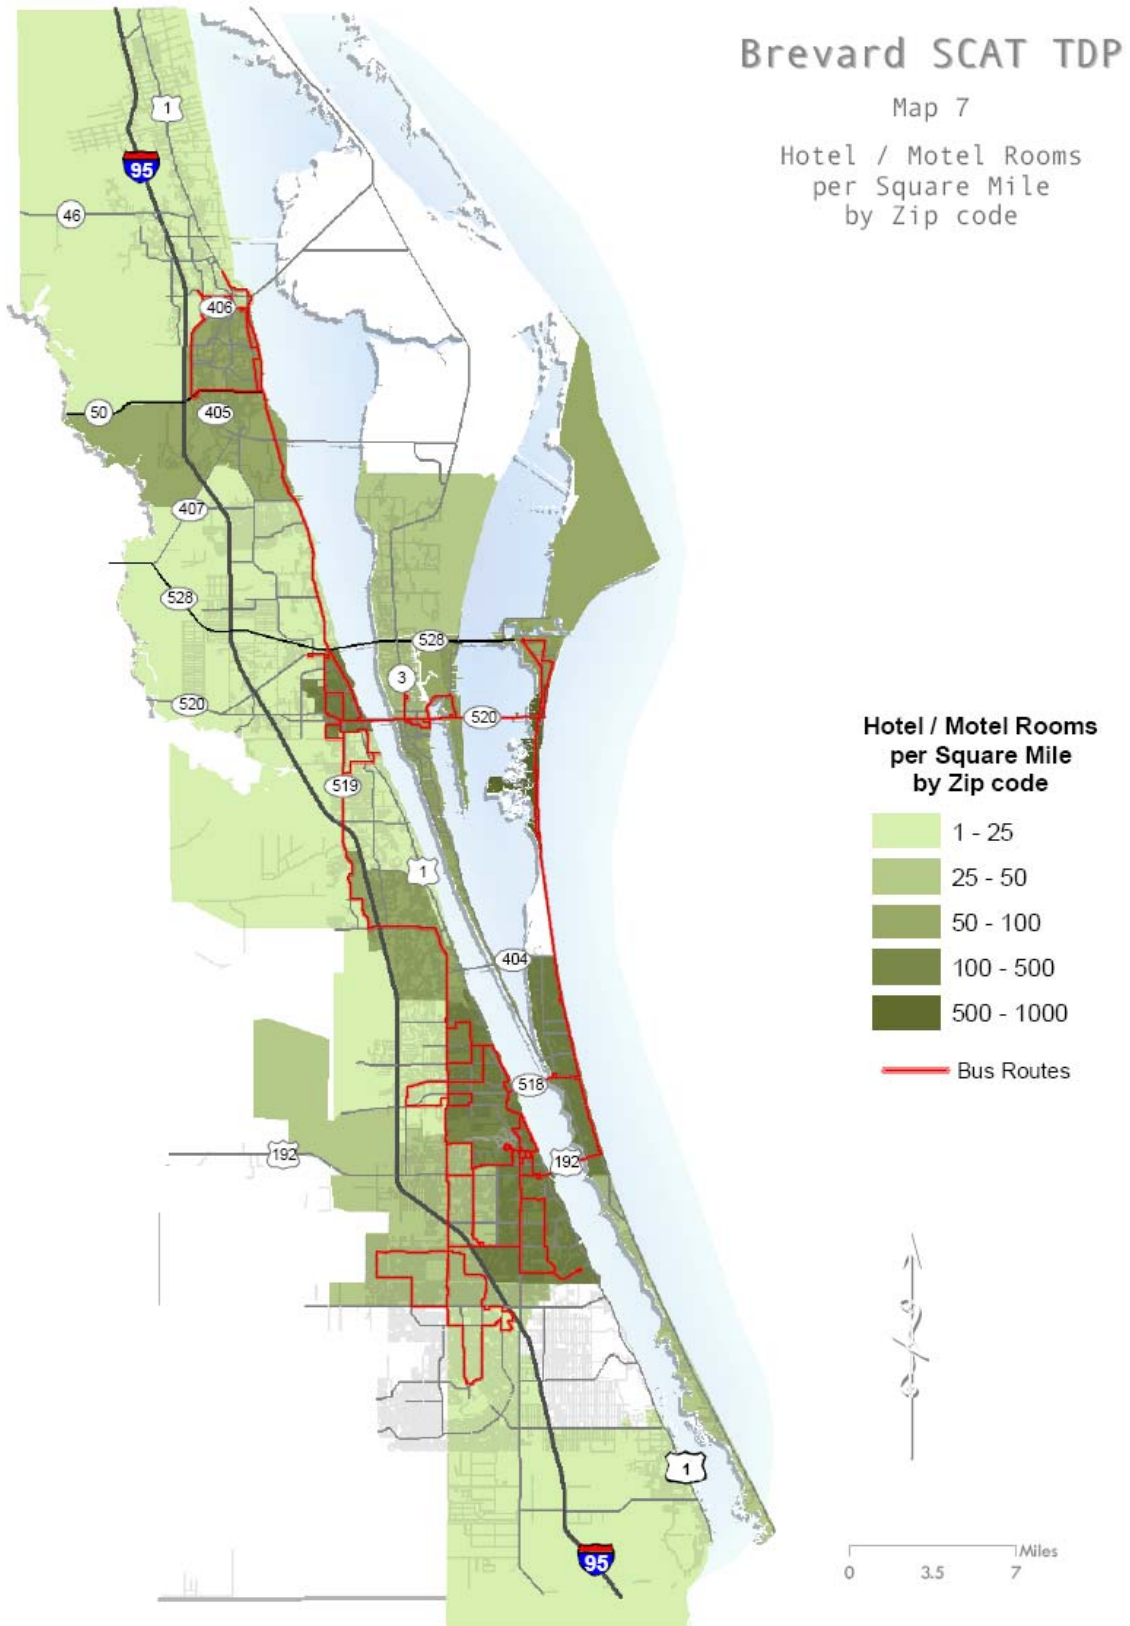 Brevard SCAT TDP
Map 7
Hotel / Motel Rooms
per Square Mile
by Zip code
1
95
46
406
50
405
407
528
528
3
520
520
519
1
404
518
192
192
1
95
Hotel / Motel Rooms
per Square Mile
by Zip code
1 - 25
25 - 50
50 - 100
100 - 500
500 - 1000
Bus Routes
Miles
0 3.5 7